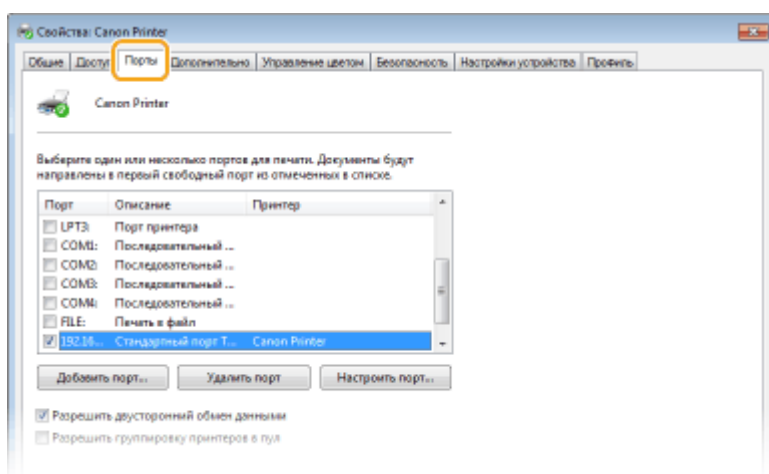 Свойства: Canon Printer
Общие Доступ Порты Дополнительно Управление цветом Безопасность Настройки устройства Профиль
Canon Printer
Выберите один или несколько портов для печати. Документы будут
направлены в первый свободный порт из отмеченных в списке.
Порт Описание Принтер
LPT3: Порт принтера
COM1: Последовательный ...
COM2: Последовательный ...
COM3: Последовательный ...
COM4: Последовательный ...
FILE: Печать в файл
192.16... Стандартный порт T... Canon Printer
Добавить порт... Удалить порт Настроить порт...
Разрешить двусторонний обмен данными
Разрешить группировку принтеров в пул